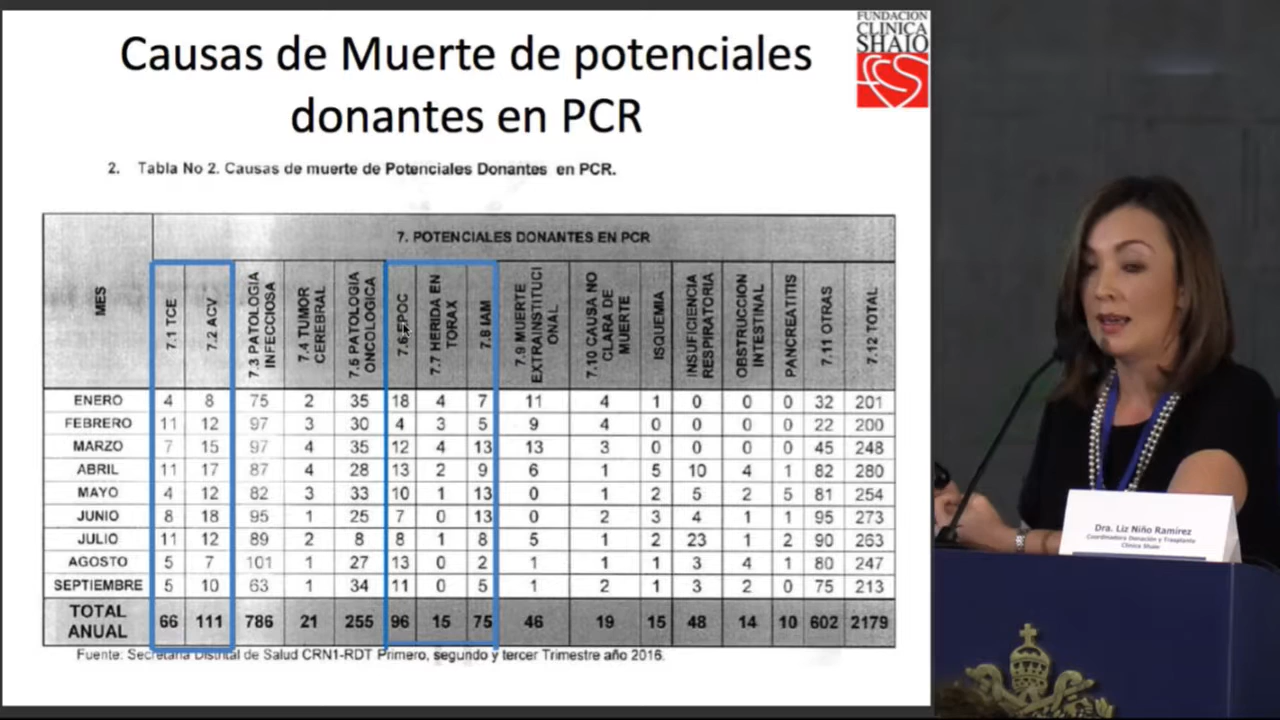 Causas de Muerte de potenciales
donantes en PCR
FUNDACIÓN
CLINICA
SHAIO
2. Tabla No 2. Causas de muerte de Potenciales Donantes en PCR.
7. POTENCIALES DONANTES EN PCR
MES 7.1 TCE 7.2 ACV 7.3 PATOLOGIA INFECCIOSA 7.4 TUMOR CEREBRAL 7.5 PATOLOGIA ONCOLOGICA 7.6 EPOC 7.7 HERIDA EN TORAX 7.8 IAM 7.9 MUERTE EXTRAINSTITUCIONAL 7.10 CAUSA NO CLARA DE MUERTE ISQUEMIA INSUFICIENCIA RESPIRATORIA OBSTRUCCION INTESTINAL PANCREATITIS 7.11 OTRAS 7.12 TOTAL
ENERO 4 8 75 2 35 18 4 7 11 4 1 0 0 0 32 201
FEBRERO 11 12 97 3 30 4 3 5 9 4 0 0 0 0 22 200
MARZO 7 15 97 4 35 12 4 13 13 3 0 0 0 0 45 248
ABRIL 11 17 87 4 28 13 2 9 6 1 5 10 4 1 82 280
MAYO 4 12 82 3 33 10 1 13 0 1 2 5 2 5 81 254
JUNIO 8 18 95 1 25 7 0 13 0 2 3 4 1 1 95 273
JULIO 11 12 89 2 8 8 1 8 5 1 2 23 1 2 90 263
AGOSTO 5 7 101 1 27 13 0 2 1 1 1 3 4 1 80 247
SEPTIEMBRE 5 10 63 1 34 11 0 5 1 2 1 3 2 0 75 213
TOTAL ANUAL 66 111 786 21 255 96 15 75 46 19 15 48 14 10 602 2179
Fuente: Secretaria Distrital de Salud CRN1-RDT Primero, segundo y tercer Trimestre año 2016.
Dra. Liz Niño Ramírez
Coordinadora Donación y Trasplante
Clínica Shaio